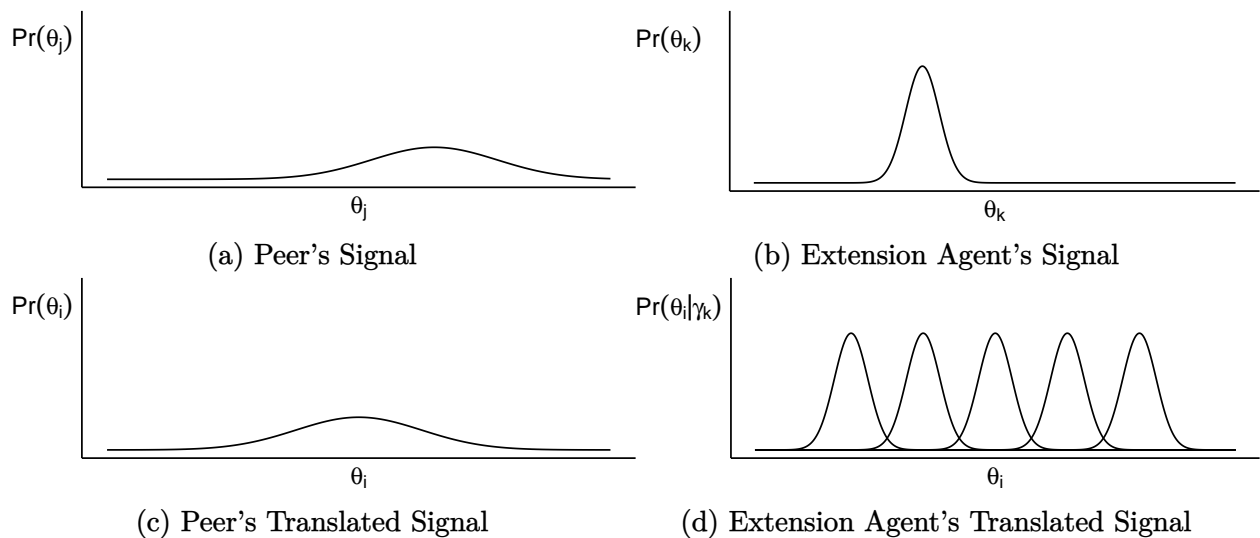 Pr(θj)
θj
(a) Peer's Signal
Pr(θk)
θk
(b) Extension Agent's Signal
Pr(θi)
θi
(c) Peer's Translated Signal
Pr(θi|γk)
θi
(d) Extension Agent's Translated Signal